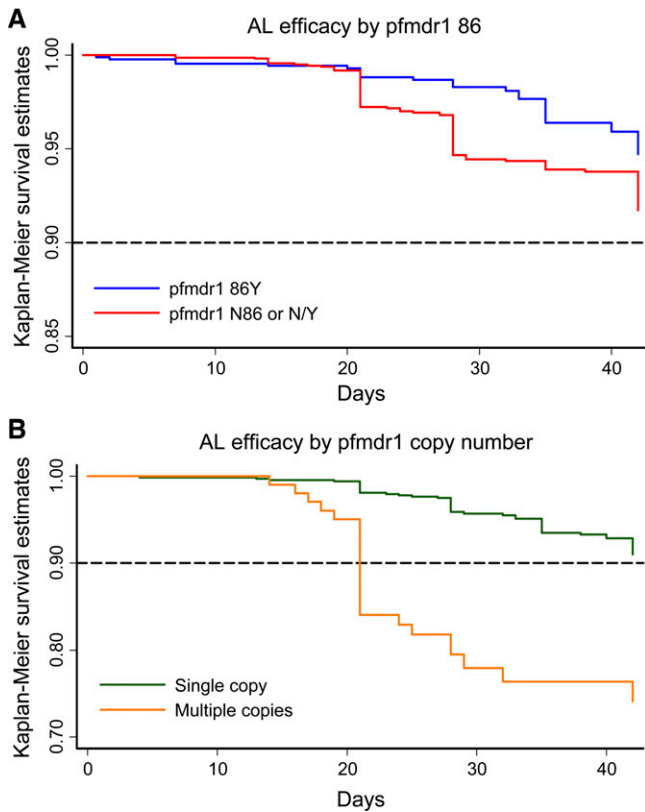 A
AL efficacy by pfmdr1 86
Kaplan-Meier survival estimates
1.00
0.95
0.90
0.85
pfmdr1 86Y
pfmdr1 N86 or N/Y
0 10 20 30 40
Days
B
AL efficacy by pfmdr1 copy number
Kaplan-Meier survival estimates
1.00
0.90
0.80
0.70
Single copy
Multiple copies
0 10 20 30 40
Days